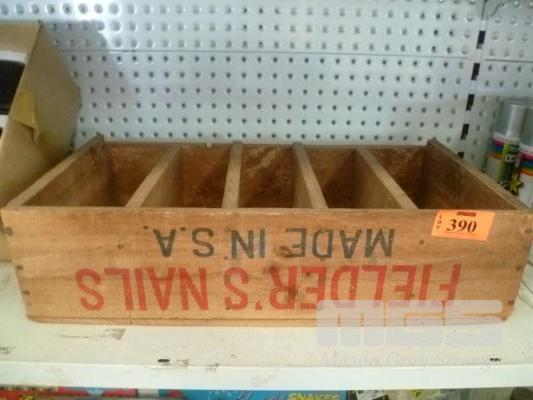 LOT
390
MADE IN S.A.
FIELDER'S NAILS
MGS
Mason Gray Strange
SNAKES